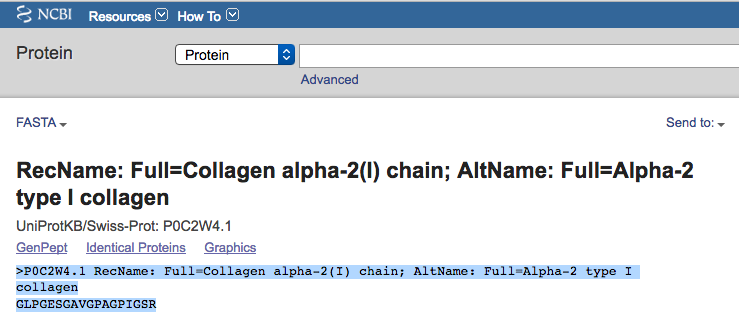 NCBI Resources How To
Protein Protein
Advanced
FASTA Send to:
RecName: Full=Collagen alpha-2(I) chain; AltName: Full=Alpha-2
type I collagen
UniProtKB/Swiss-Prot: P0C2W4.1
GenPept Identical Proteins Graphics
>P0C2W4.1 RecName: Full=Collagen alpha-2(I) chain; AltName: Full=Alpha-2 type I
collagen
GLPGESGAVGPAGPIGSR